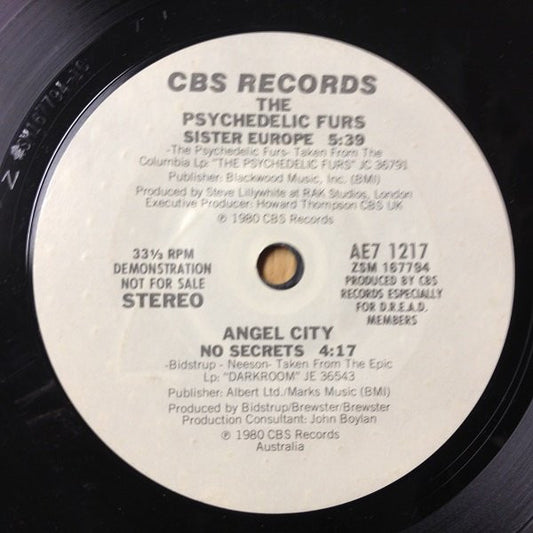 CBS RECORDS
THE
PSYCHEDELIC FURS
SISTER EUROPE 5:39
-The Psychedelic Furs- Taken From The
Columbia Lp: "THE PSYCHEDELIC FURS" JC 36791
Publisher: Blackwood Music, Inc. (BMI)
Produced by Steve Lillywhite at RAK Studios, London
Executive Producer: Howard Thompson CBS UK
℗ 1980 CBS Records
33⅓ RPM
DEMONSTRATION
NOT FOR SALE
STEREO
AE7 1217
ZSM 167794
PRODUCED BY CBS
RECORDS ESPECIALLY
FOR D.R.E.A.D.
MEMBERS
ANGEL CITY
NO SECRETS 4:17
-Bidstrup - Neeson- Taken From The Epic
Lp: "DARKROOM" JE 36543
Publisher: Albert Ltd./Marks Music (BMI)
Produced by Bidstrup/Brewster/Brewster
Production Consultant: John Boylan
℗ 1980 CBS Records
Australia